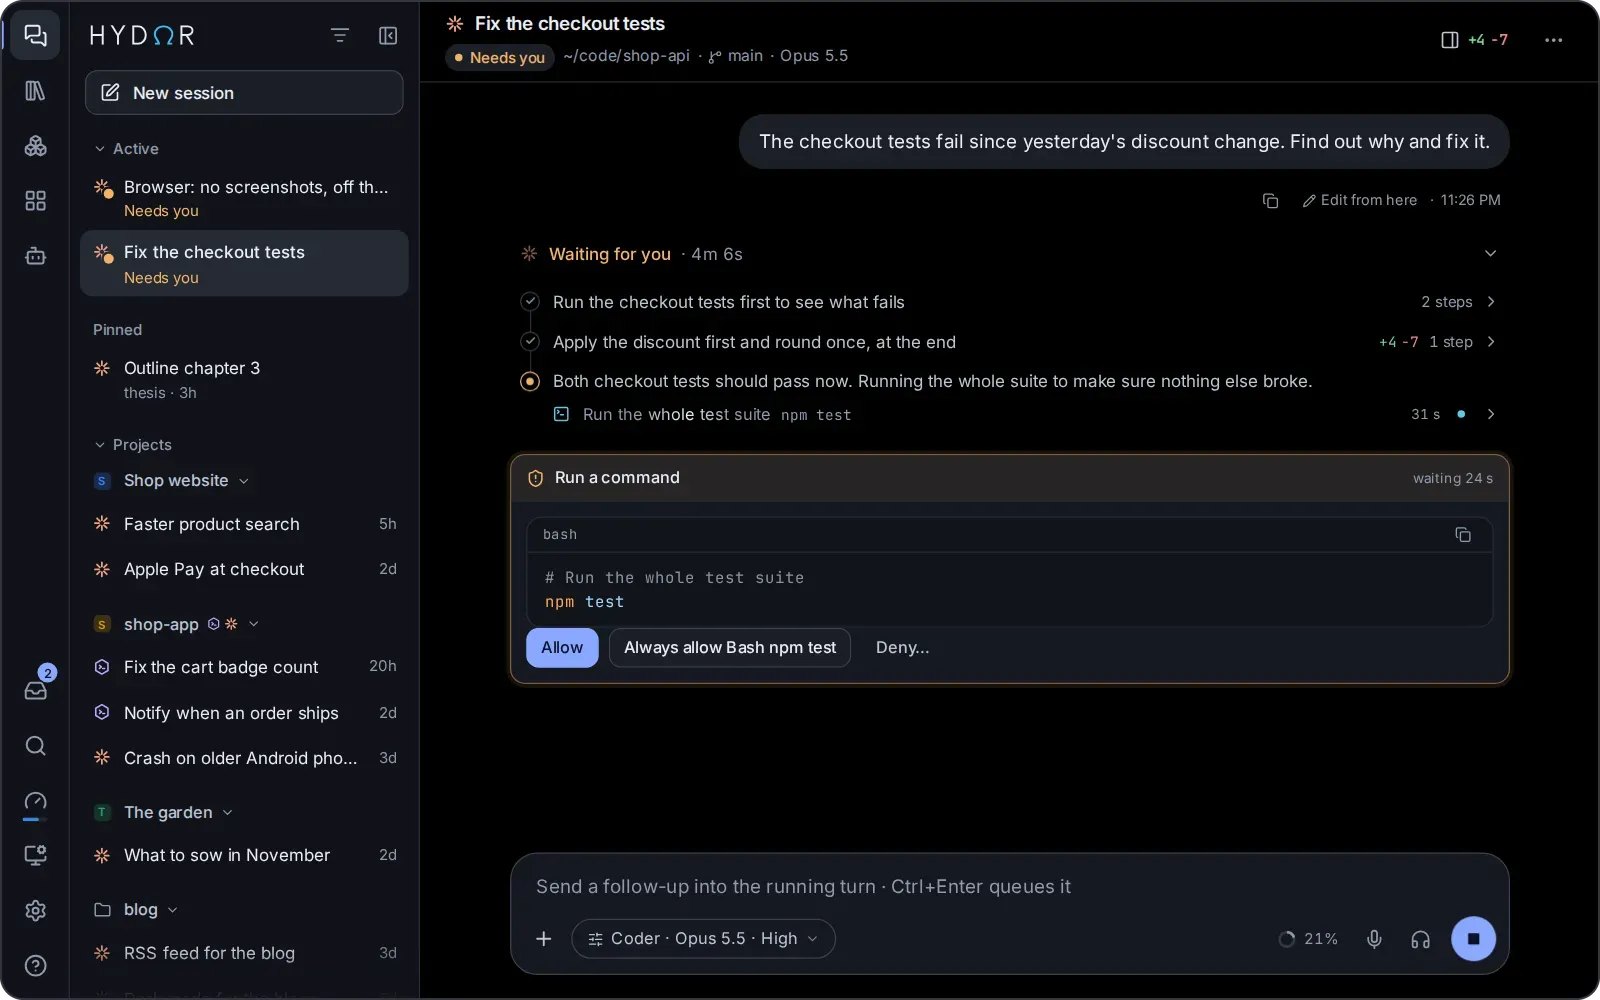 HYDΩR
New session
Active
Browser: no screenshots, off th...
Needs you
Fix the checkout tests
Needs you
Pinned
Outline chapter 3
thesis · 3h
Projects
S Shop website
Faster product search 5h
Apple Pay at checkout 2d
S shop-app
Fix the cart badge count 20h
Notify when an order ships 2d
Crash on older Android pho... 3d
T The garden
What to sow in November 2d
blog
RSS feed for the blog 3d
2
Fix the checkout tests
Needs you ~/code/shop-api · main · Opus 5.5
+4 -7
The checkout tests fail since yesterday's discount change. Find out why and fix it.
Edit from here · 11:26 PM
Waiting for you · 4m 6s
Run the checkout tests first to see what fails 2 steps
Apply the discount first and round once, at the end +4 -7 1 step
Both checkout tests should pass now. Running the whole suite to make sure nothing else broke.
Run the whole test suite npm test 31 s
Run a command waiting 24 s
bash
# Run the whole test suite
npm test
Allow Always allow Bash npm test Deny...
Send a follow-up into the running turn · Ctrl+Enter queues it
Coder · Opus 5.5 · High 21%